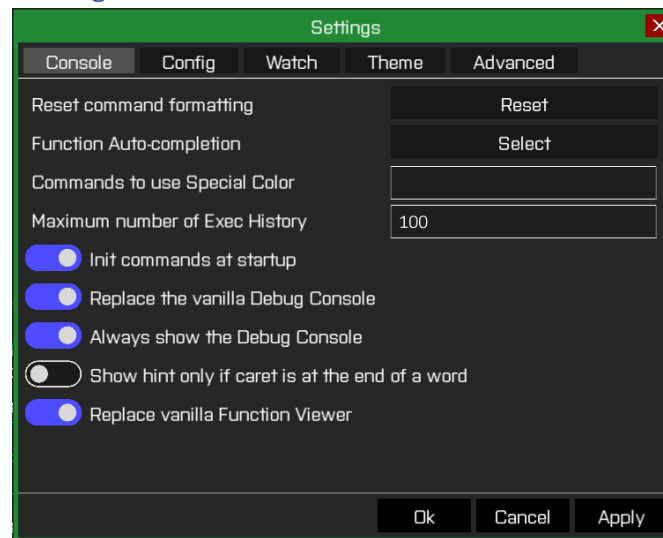 Settings
Console Config Watch Theme Advanced
Reset command formatting Reset
Function Auto-completion Select
Commands to use Special Color
Maximum number of Exec History 100
Init commands at startup
Replace the vanilla Debug Console
Always show the Debug Console
Show hint only if caret is at the end of a word
Replace vanilla Function Viewer
Ok Cancel Apply